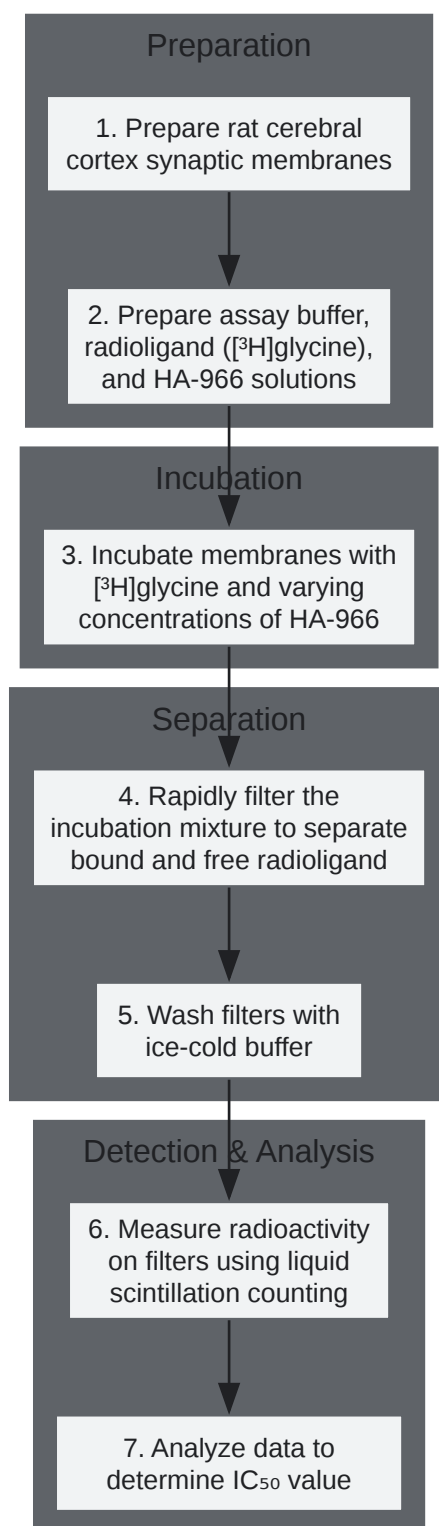 Preparation
1. Prepare rat cerebral
cortex synaptic membranes
2. Prepare assay buffer,
radioligand ([³H]glycine),
and HA-966 solutions
Incubation
3. Incubate membranes with
[³H]glycine and varying
concentrations of HA-966
Separation
4. Rapidly filter the
incubation mixture to separate
bound and free radioligand
5. Wash filters with
ice-cold buffer
Detection & Analysis
6. Measure radioactivity
on filters using liquid
scintillation counting
7. Analyze data to
determine IC₅₀ value